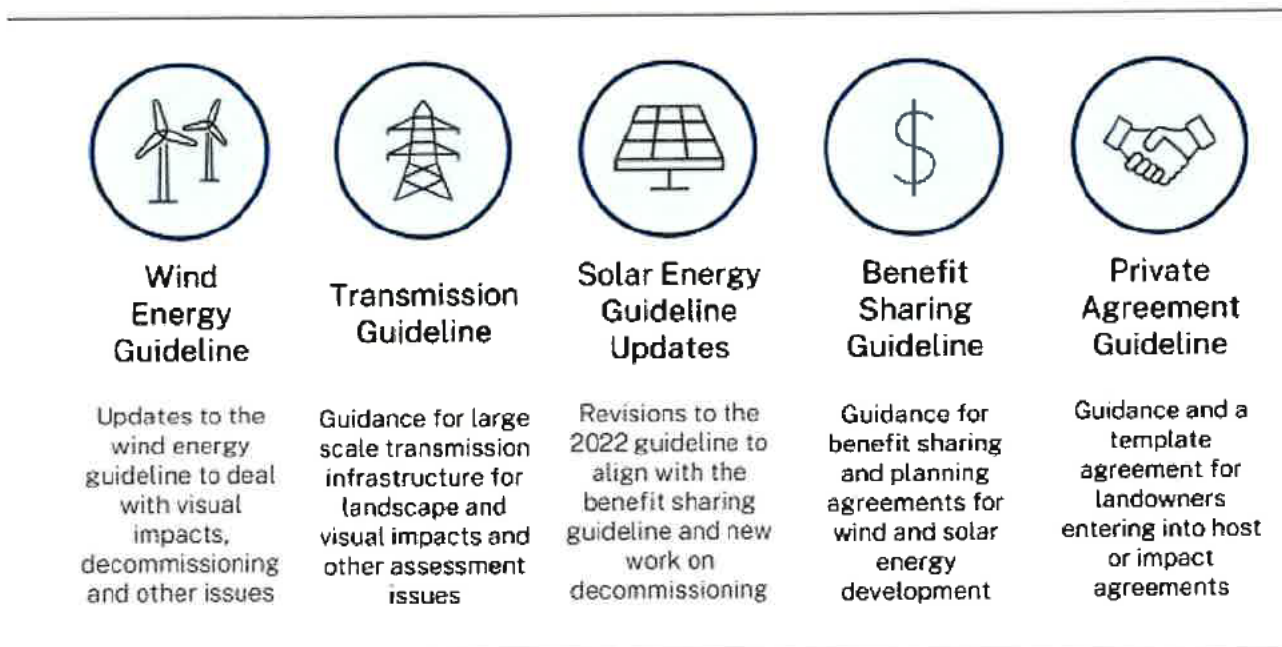 Wind
Energy
Guideline
Updates to the
wind energy
guideline to deal
with visual
impacts,
decommissioning
and other issues
Transmission
Guideline
Guidance for large
scale transmission
infrastructure for
landscape and
visual impacts and
other assessment
issues
Solar Energy
Guideline
Updates
Revisions to the
2022 guideline to
align with the
benefit sharing
guideline and new
work on
decommissioning
$
Benefit
Sharing
Guideline
Guidance for
benefit sharing
and planning
agreements for
wind and solar
energy
development
Private
Agreement
Guideline
Guidance and a
template
agreement for
landowners
entering into host
or impact
agreements